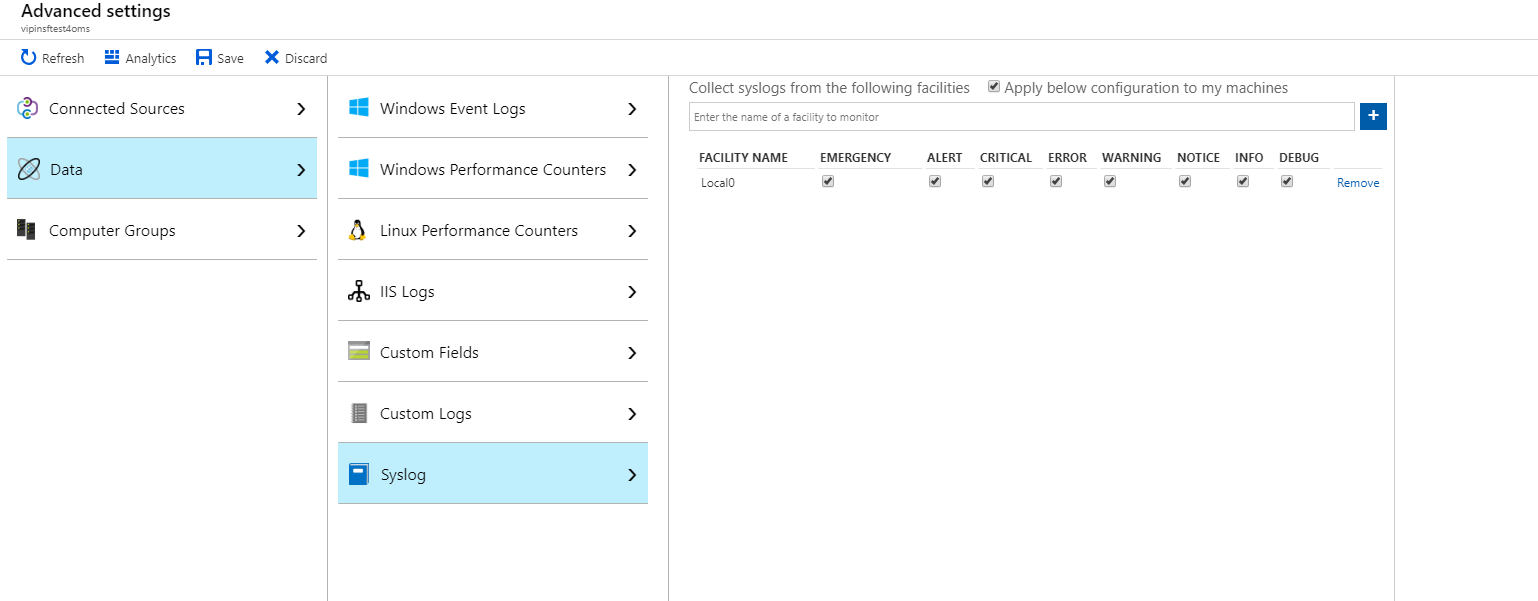 Advanced settings
vipinsftest4oms
Refresh Analytics Save Discard
Connected Sources
Data
Computer Groups
Windows Event Logs
Windows Performance Counters
Linux Performance Counters
IIS Logs
Custom Fields
Custom Logs
Syslog
Collect syslogs from the following facilities Apply below configuration to my machines
Enter the name of a facility to monitor
FACILITY NAME EMERGENCY ALERT CRITICAL ERROR WARNING NOTICE INFO DEBUG
Local0 Remove